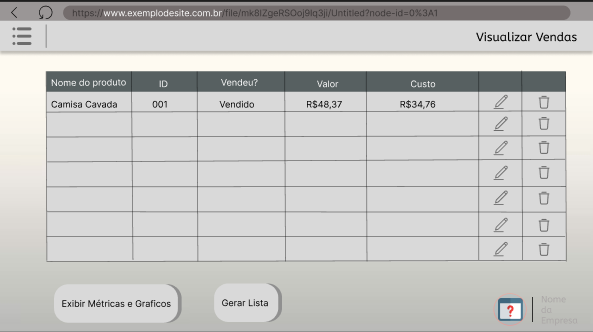 https://www.exemplodesite.com.br/file/mk8IZgeRSOoj9Iq3ji/Untitled?node-id=0%3A1
Visualizar Vendas
Nome do produto ID Vendeu? Valor Custo
Camisa Cavada 001 Vendido R$48,37 R$34,76
Exibir Métricas e Graficos Gerar Lista
?
Nome
da
Empresa